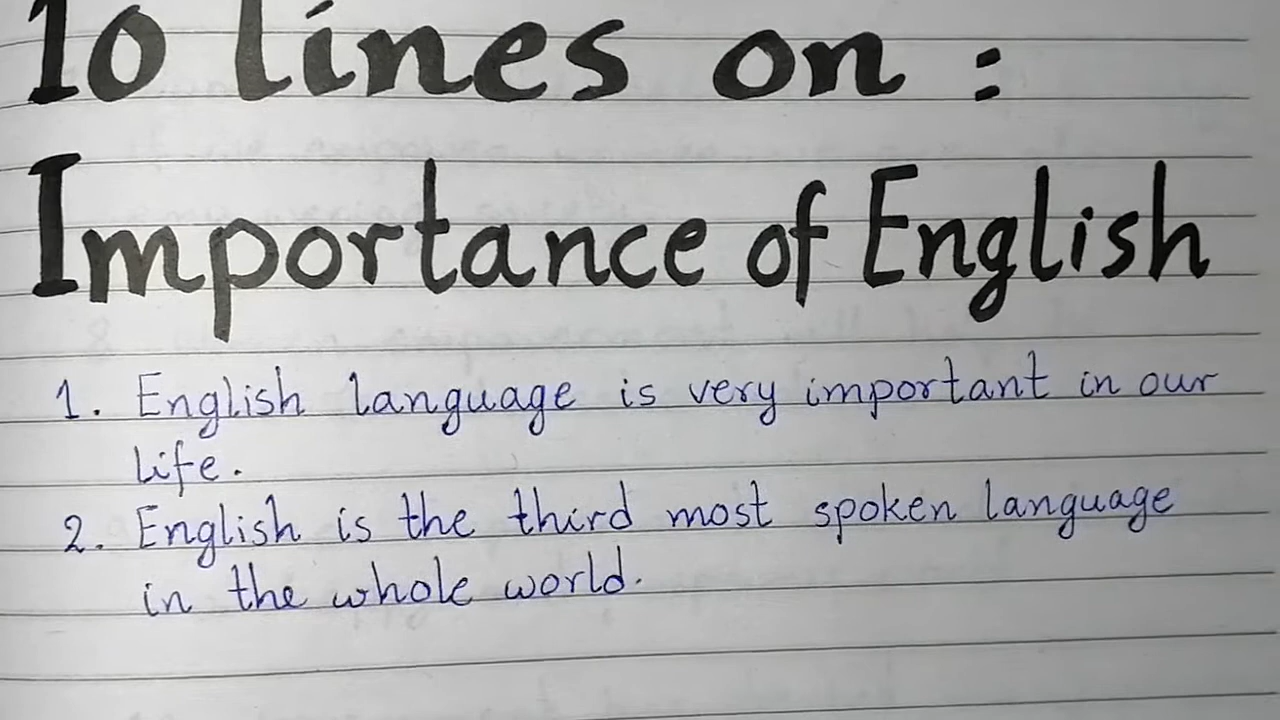 10 lines on :
Importance of English
1. English language is very important in our
life.
2. English is the third most spoken language
in the whole world.